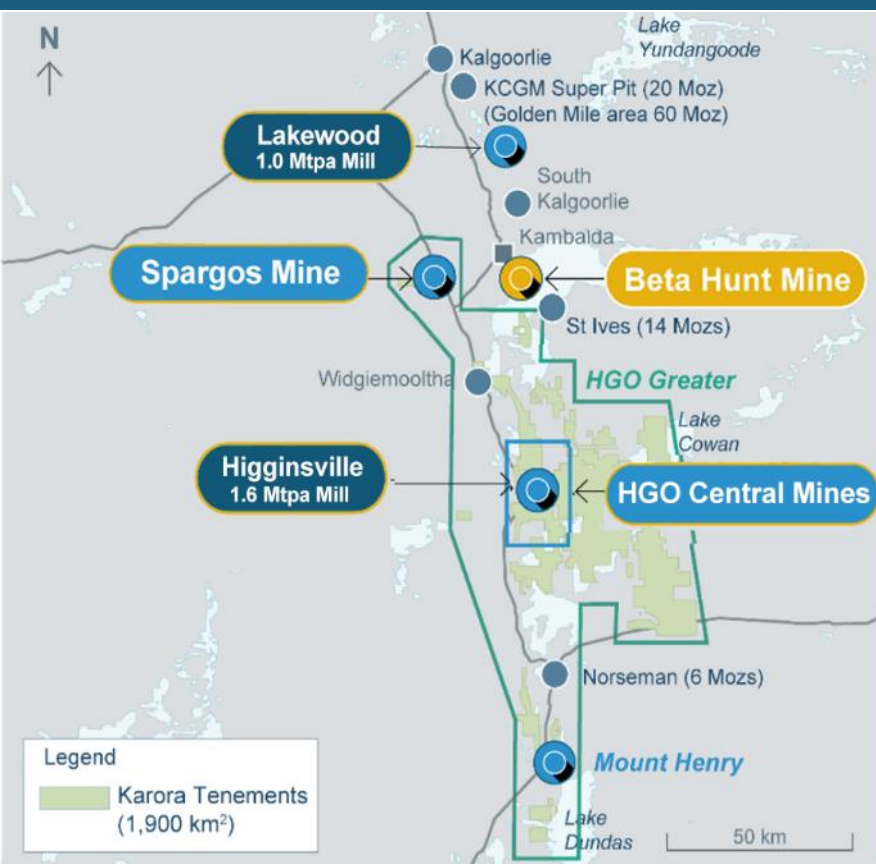 N
Lake
Yundangoode
Kalgoorlie
KCGM Super Pit (20 Moz)
(Golden Mile area 60 Moz)
Lakewood
1.0 Mtpa Mill
South
Kalgoorlie
Kambalda
Spargos Mine
Beta Hunt Mine
St Ives (14 Mozs)
Widgiemooltha
HGO Greater
Lake
Cowan
Higginsville
1.6 Mtpa Mill
HGO Central Mines
Norseman (6 Mozs)
Legend
Karora Tenements
(1,900 km²)
Mount Henry
Lake
Dundas
50 km